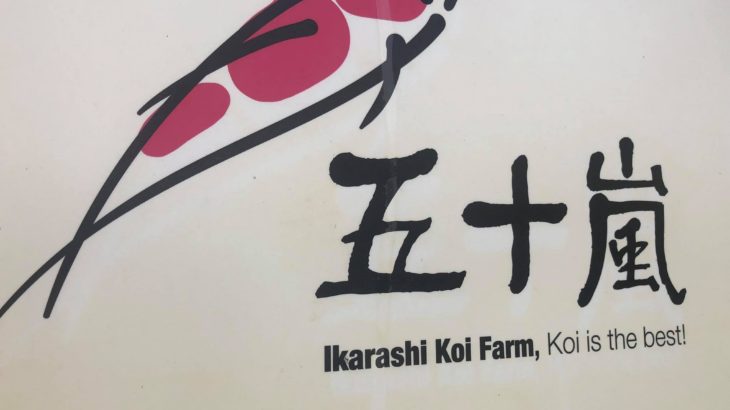 五十嵐
Ikarashi Koi Farm, Koi is the best!